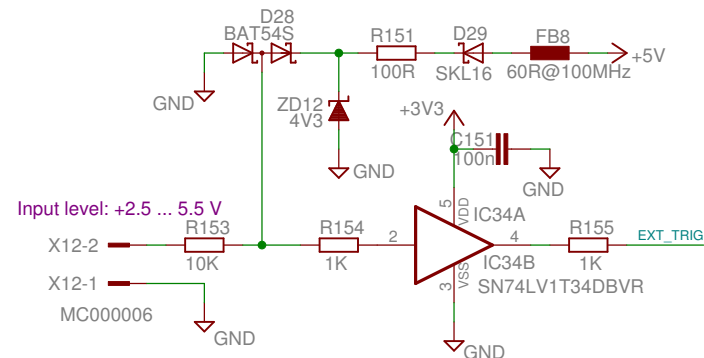 D28
BAT54S
R151
100R
D29
SKL16
FB8
60R@100MHz
+5V
GND
ZD12
4V3
GND
+3V3
C151
100n
GND
Input level: +2.5 ... 5.5 V
X12-2
R153
10K
R154
1K
2
5
VDD
IC34A
4
IC34B
VSS
3
SN74LV1T34DBVR
R155
1K
EXT_TRIG
X12-1
MC000006
GND
GND